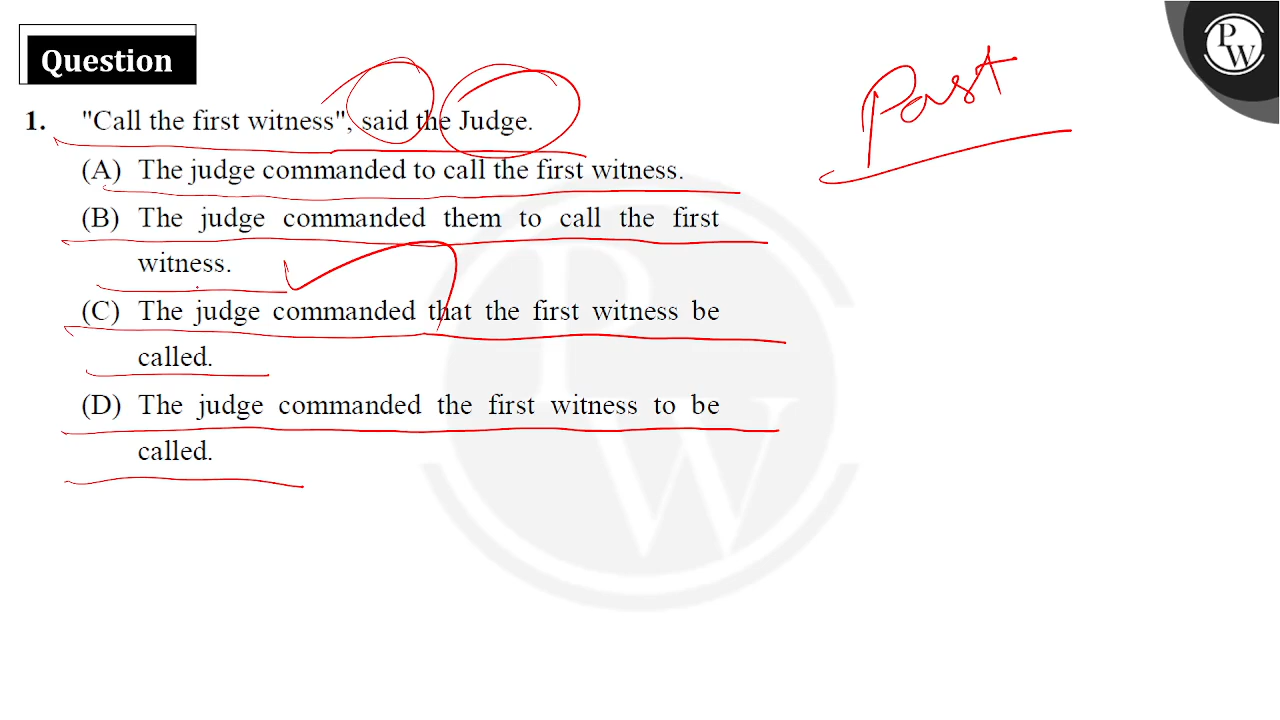 Question
PW
Past
1. "Call the first witness", said the Judge.
(A) The judge commanded to call the first witness.
(B) The judge commanded them to call the first
witness.
(C) The judge commanded that the first witness be
called.
(D) The judge commanded the first witness to be
called.
PW